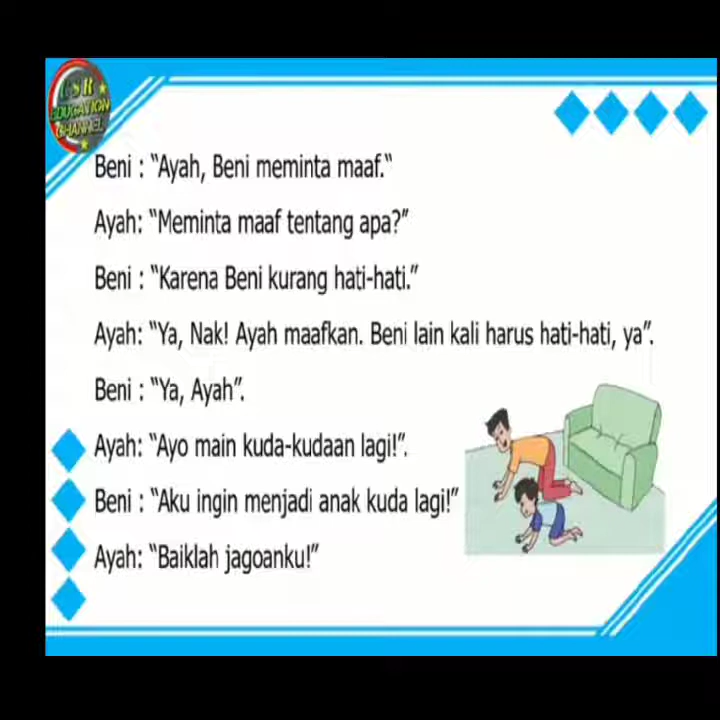 GSR
EDUCATION
CHANNEL
Beni : “Ayah, Beni meminta maaf.“
Ayah: “Meminta maaf tentang apa?”
Beni : “Karena Beni kurang hati-hati.”
Ayah: “Ya, Nak! Ayah maafkan. Beni lain kali harus hati-hati, ya”.
Beni : “Ya, Ayah”.
Ayah: “Ayo main kuda-kudaan lagi!”.
Beni : “Aku ingin menjadi anak kuda lagi!”
Ayah: “Baiklah jagoanku!”